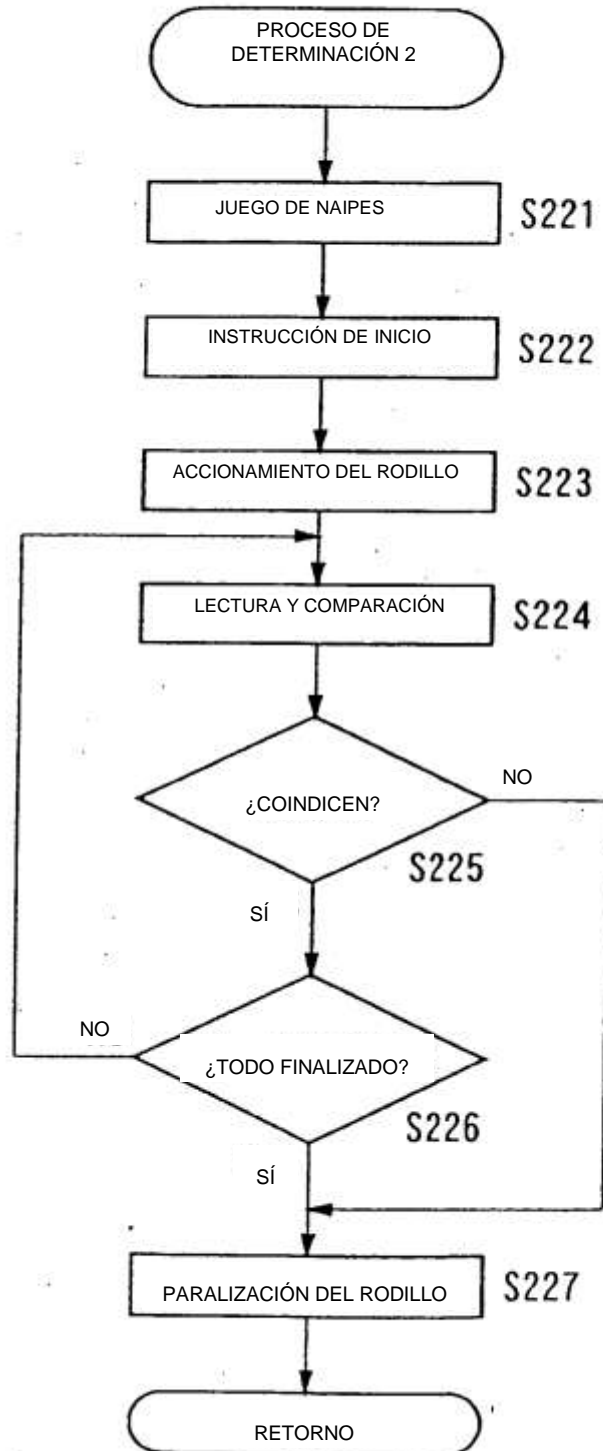 PROCESO DE
DETERMINACIÓN 2
JUEGO DE NAIPES
S221
INSTRUCCIÓN DE INICIO
S222
ACCIONAMIENTO DEL RODILLO
S223
LECTURA Y COMPARACIÓN
S224
NO
¿COINDICEN?
S225
SÍ
NO
¿TODO FINALIZADO?
S226
SÍ
PARALIZACIÓN DEL RODILLO
S227
RETORNO